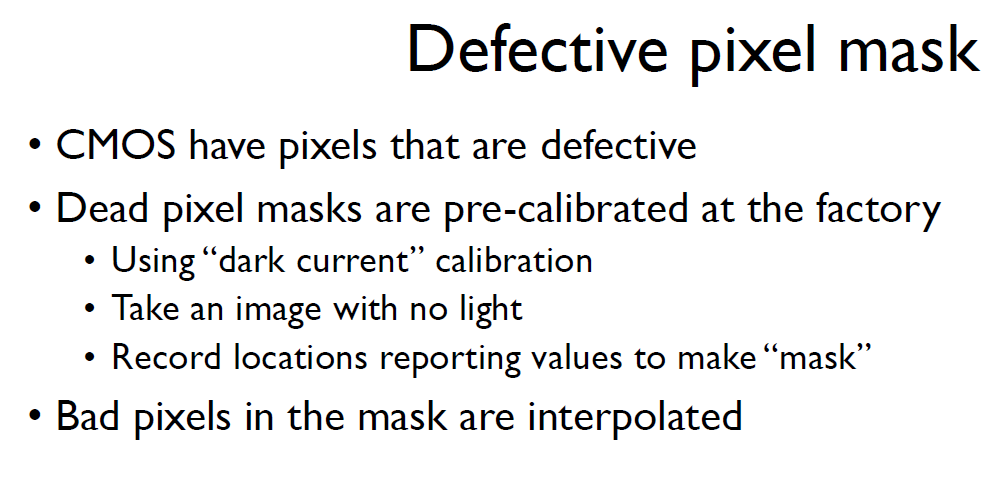 Defective pixel mask
• CMOS have pixels that are defective
• Dead pixel masks are pre-calibrated at the factory
• Using “dark current” calibration
• Take an image with no light
• Record locations reporting values to make “mask”
• Bad pixels in the mask are interpolated